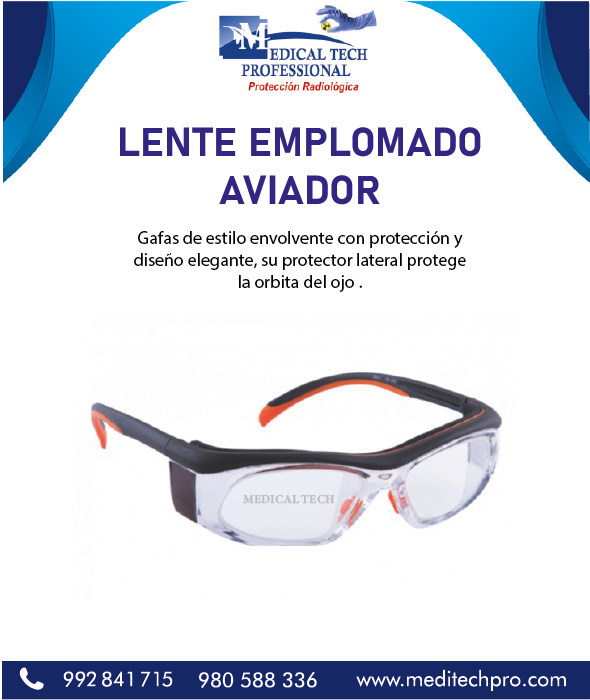 MEDICAL TECH
PROFESSIONAL
Protección Radiológica
LENTE EMPLOMADO
AVIADOR
Gafas de estilo envolvente con protección y
diseño elegante, su protector lateral protege
la orbita del ojo .
MEDICAL TECH
992 841 715 980 588 336 www.meditechpro.com